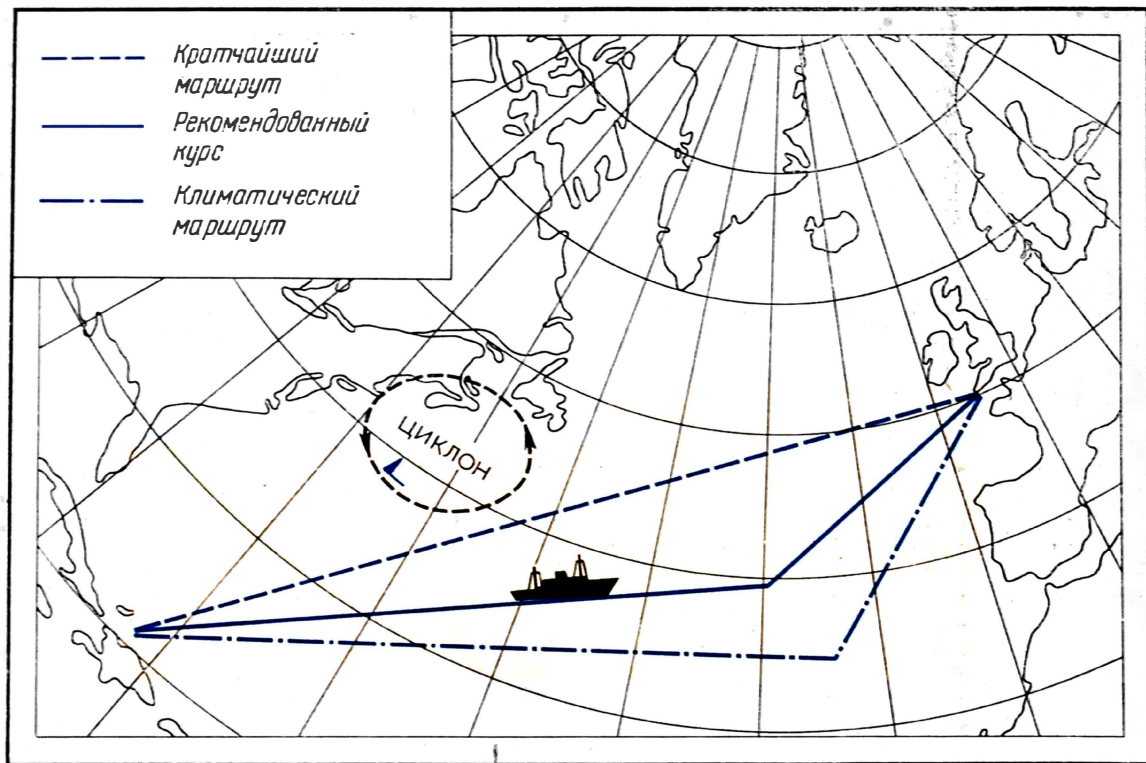 Кратчайший
маршрут
Рекомендованный
курс
Климатический
маршрут
ЦИКЛОН